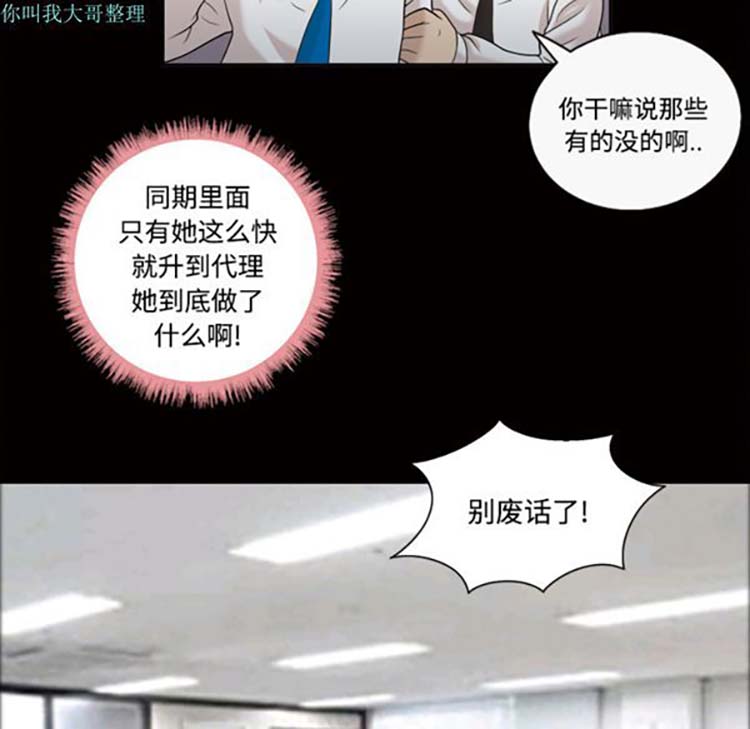 你叫我大哥整理
你干嘛说那些
有的没的啊..
同期里面
只有她这么快
就升到代理
她到底做了
什么啊!
别废话了!